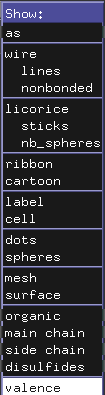 Show:
as
wire
lines
nonbonded
licorice
sticks
nb_spheres
ribbon
cartoon
label
cell
dots
spheres
mesh
surface
organic
main chain
side chain
disulfides
valence